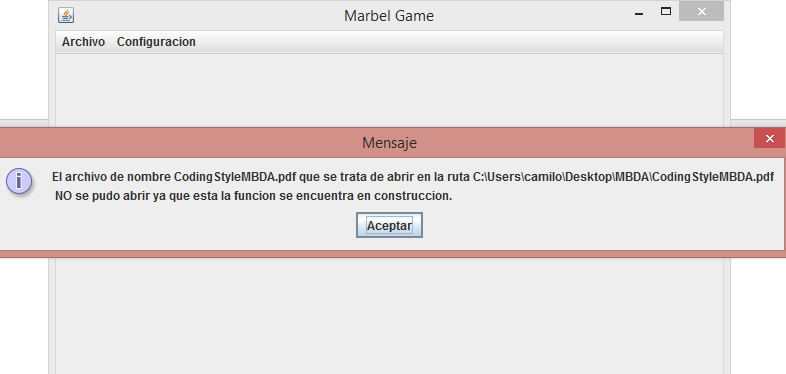 Marbel Game
Archivo Configuracion
Mensaje
El archivo de nombre CodingStyleMBDA.pdf que se trata de abrir en la ruta C:\Users\camilo\Desktop\MBDA\CodingStyleMBDA.pdf
NO se pudo abrir ya que esta la funcion se encuentra en construccion.
Aceptar